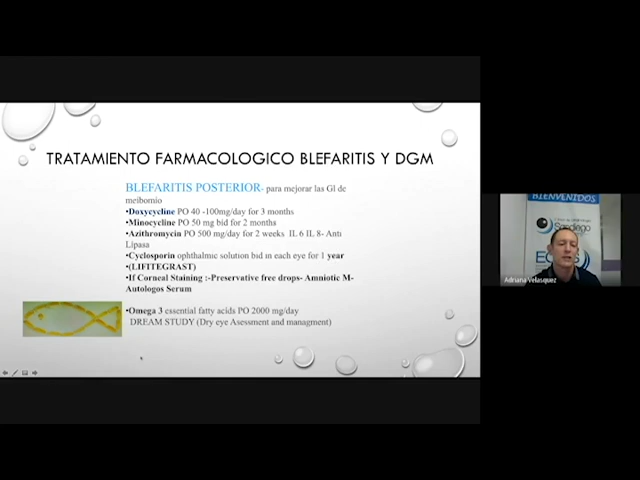 TRATAMIENTO FARMACOLOGICO BLEFARITIS Y DGM
BLEFARITIS POSTERIOR- para mejorar las Gl de
meibomio
•Doxycycline PO 40 -100mg/day for 3 months
•Minocycline PO 50 mg bid for 2 months
•Azithromycin PO 500 mg/day for 2 weeks IL 6 IL 8- Anti
Lipasa
•Cyclosporin ophthalmic solution bid in each eye for 1 year
•(LIFITEGRAST)
•If Corneal Staining :-Preservative free drops- Amniotic M-
Autologos Serum
•Omega 3 essential fatty acids PO 2000 mg/day
DREAM STUDY (Dry eye Asessment and managment)
BIENVENIDOS
Adriana Velasquez